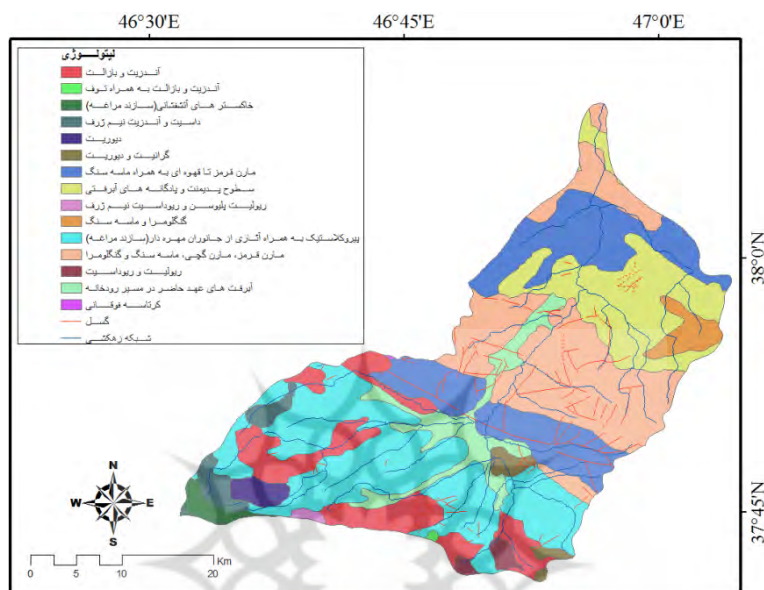 46°30'E
46°45'E
47°0'E
لیتولوژی
آندزیت و بازالت
آندزیت و بازالت به همراه توف
خاکستر های آتشفشانی(سازند مراغه)
داسیت و آندزیت نیم ژرف
دیوریت
گرانیت و دیوریت
مارن قرمز تا قهوه ای به همراه ماسه سنگ
سطوح پدیمنت و پادگانه های آبرفتی
ریولیت پلیوسن و ریوداسیت نیم ژرف
کنگلومرا و ماسه سنگ
پیروکلاستیک به همراه آثاری از جانوران مهره دار(سازند مراغه)
مارن قرمز، مارن گچی، ماسه سنگ و کنگلومرا
ریولیت و ریوداسیت
آبرفت های عهد حاضر در مسیر رودخانه
کرتاسه فوقانی
گسل
شبکه زهکشی
38°0'N
37°45'N
N
W
E
S
Km
0
5
10
20